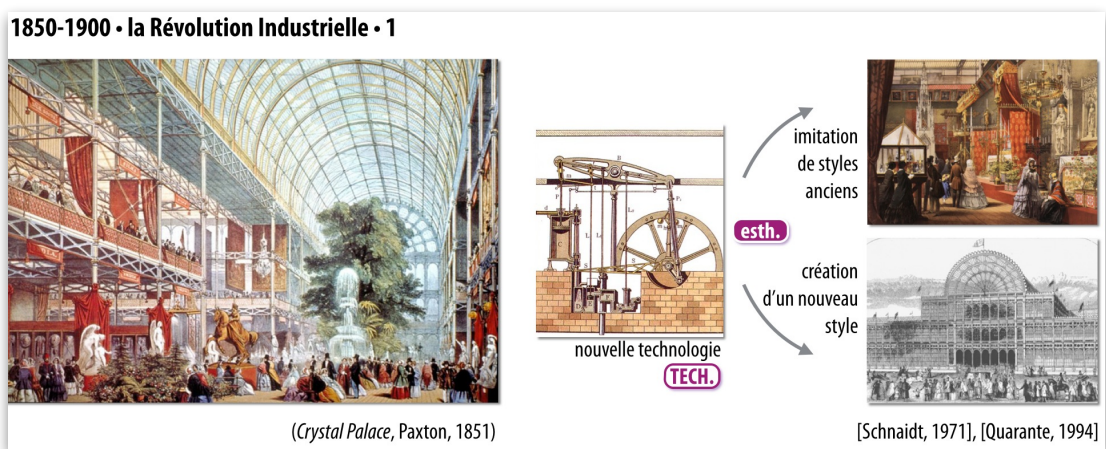 1850-1900 • la Révolution Industrielle • 1
imitation
de styles
anciens
esth.
création
d'un nouveau
style
nouvelle technologie
TECH.
(Crystal Palace, Paxton, 1851)
[Schnaidt, 1971], [Quarante, 1994]